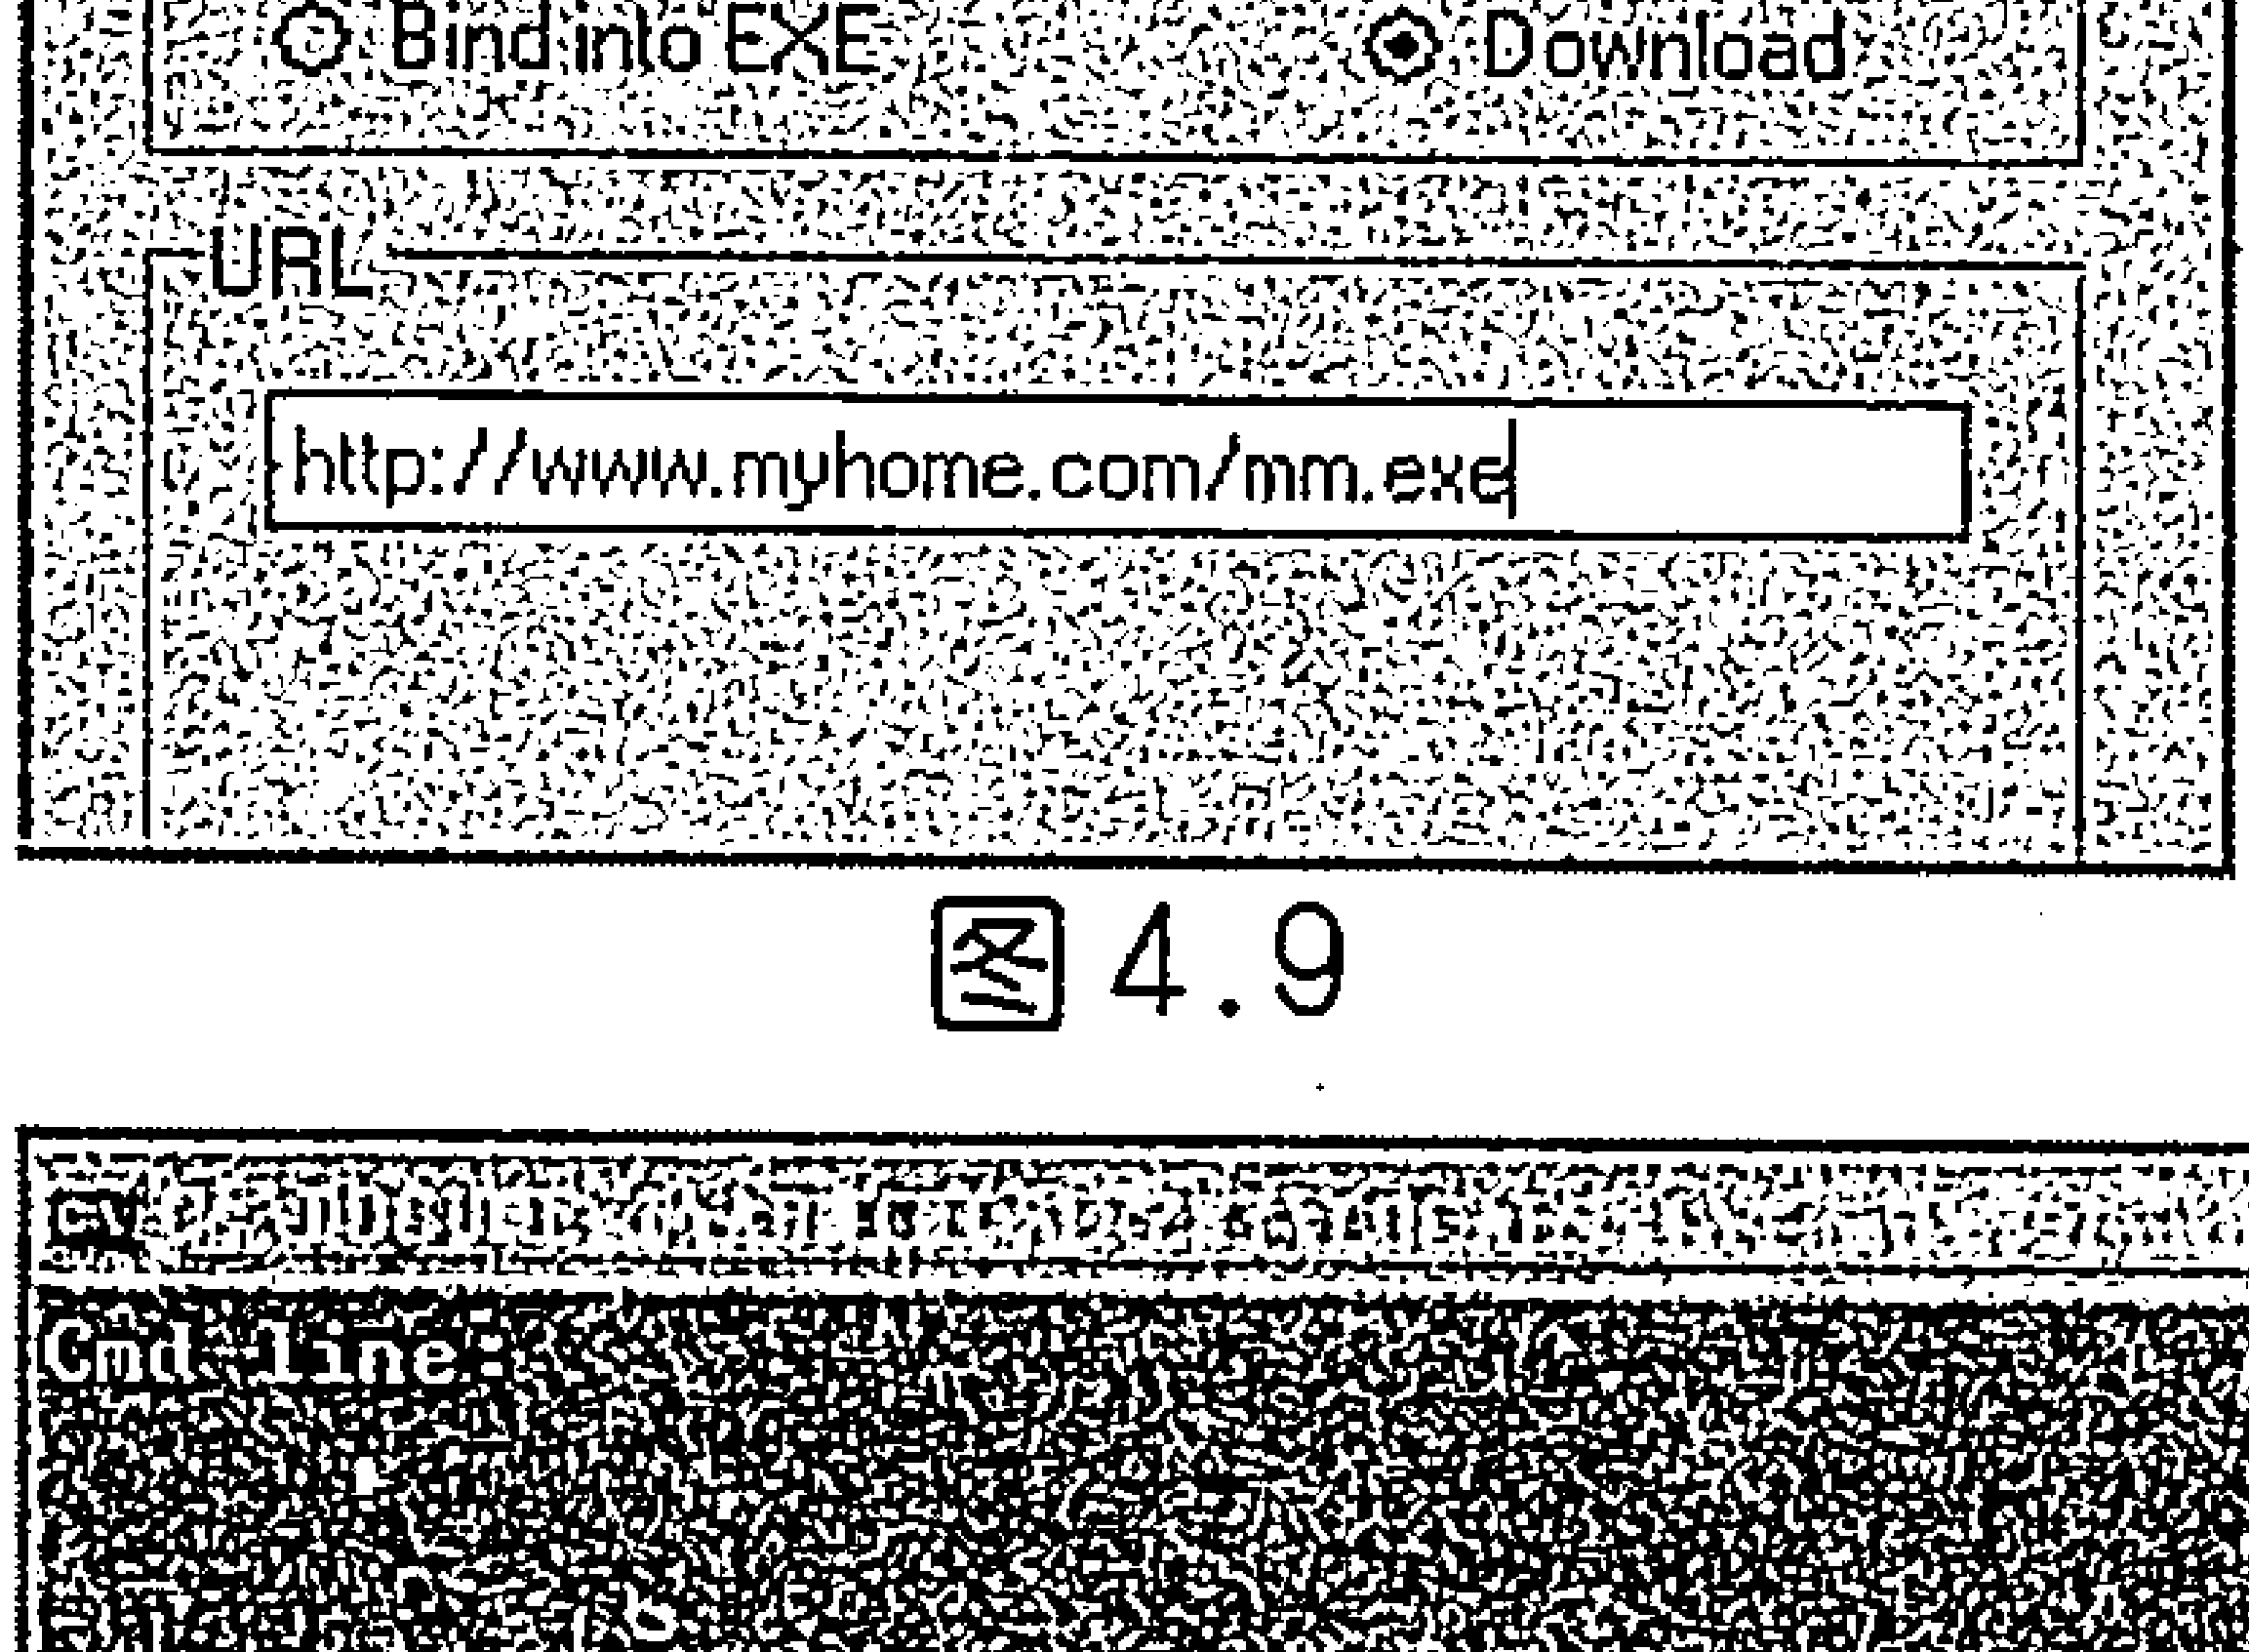 Bind into EXE Download
URL
http://www.myhome.com/mm.exe
图 4.9
Cmd line: